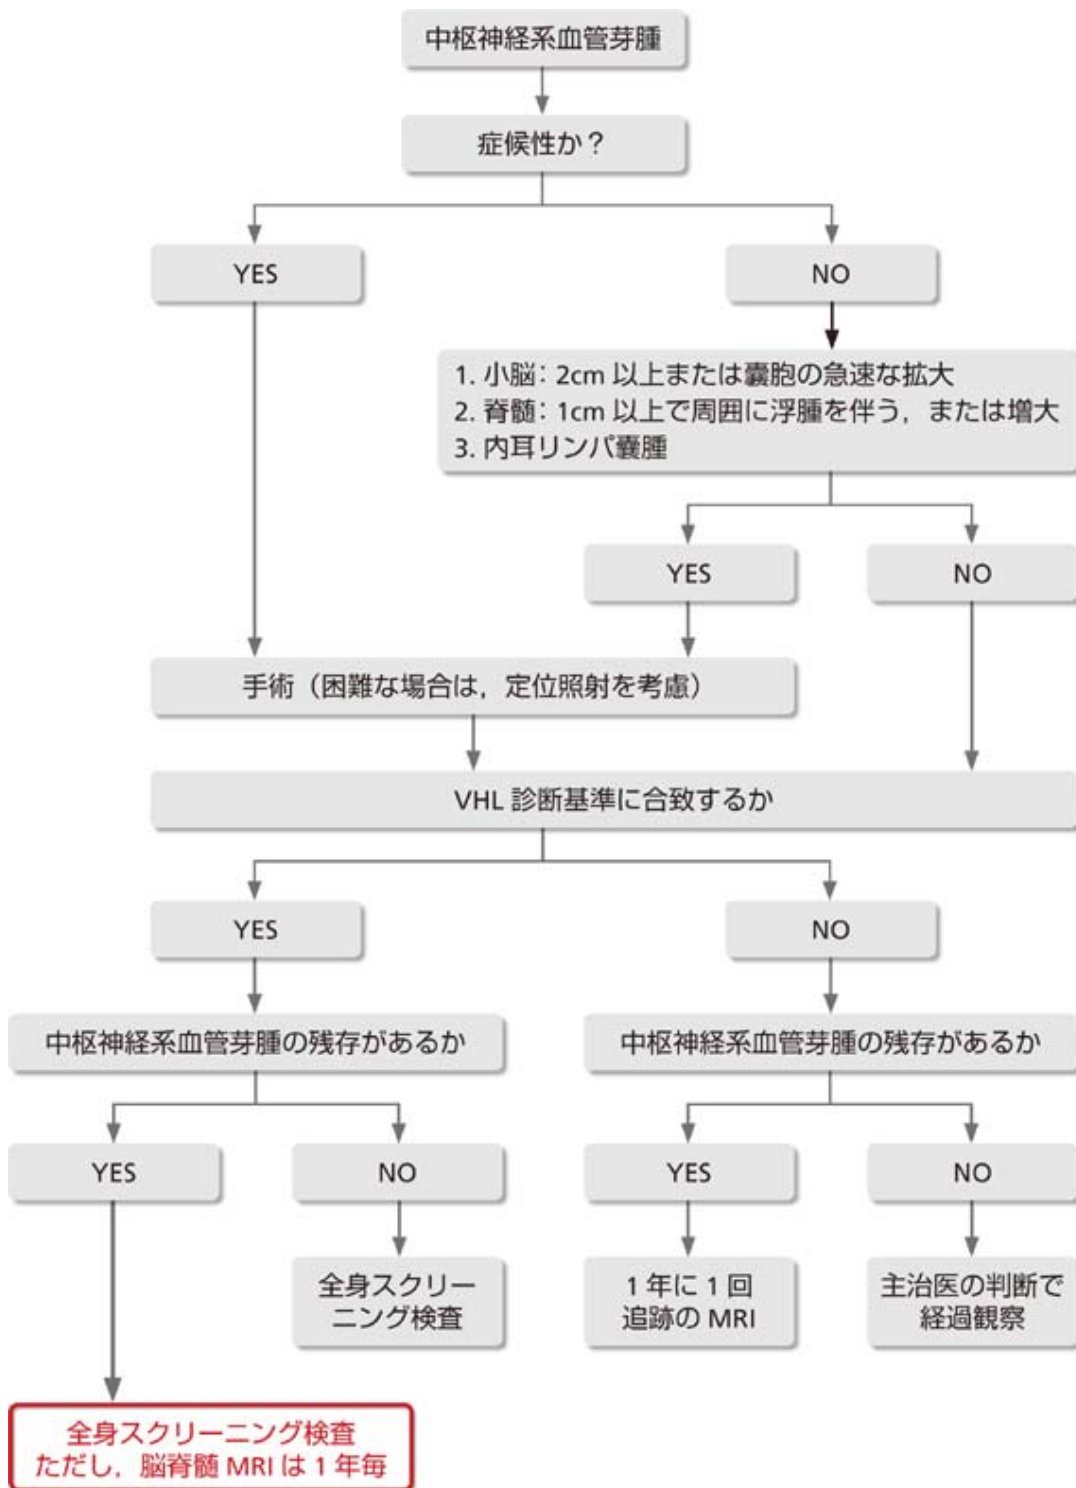 中枢神経系血管芽腫
症候性か？
YES
NO
1. 小脳：2cm 以上または嚢胞の急速な拡大
2. 脊髄：1cm 以上で周囲に浮腫を伴う，または増大
3. 内耳リンパ嚢腫
YES
NO
手術（困難な場合は，定位照射を考慮）
VHL 診断基準に合致するか
YES
NO
中枢神経系血管芽腫の残存があるか
中枢神経系血管芽腫の残存があるか
YES
NO
YES
NO
全身スクリー
ニング検査
1 年に 1 回
追跡の MRI
主治医の判断で
経過観察
全身スクリーニング検査
ただし，脳脊髄 MRI は 1 年毎